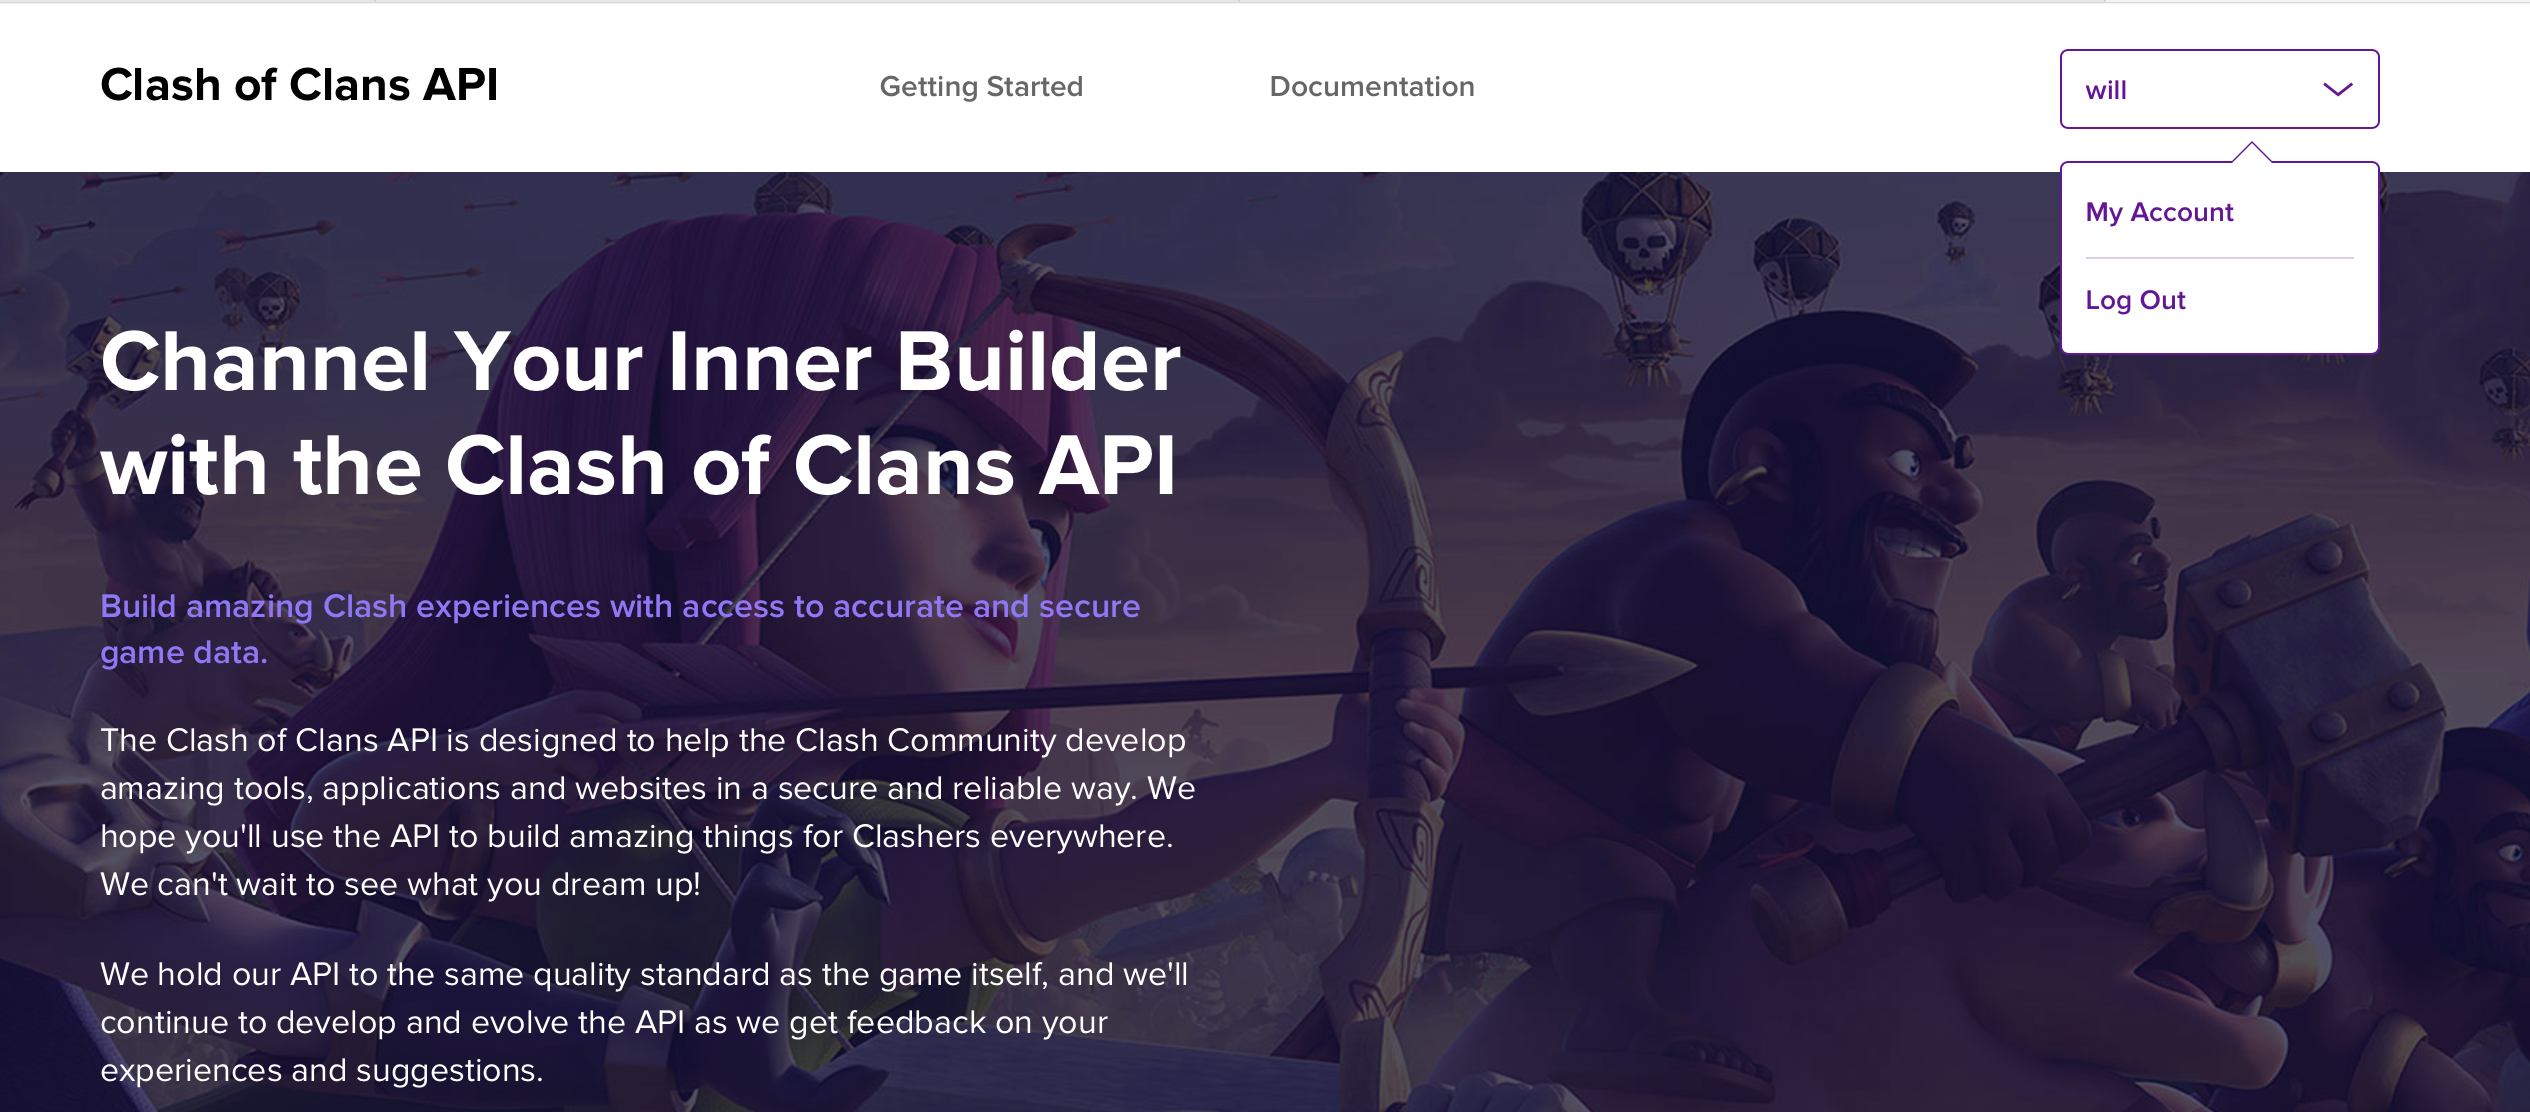 Clash of Clans API
Getting Started
Documentation
will
My Account
Log Out
Channel Your Inner Builder
with the Clash of Clans API
Build amazing Clash experiences with access to accurate and secure
game data.
The Clash of Clans API is designed to help the Clash Community develop
amazing tools, applications and websites in a secure and reliable way. We
hope you'll use the API to build amazing things for Clashers everywhere.
We can't wait to see what you dream up!
We hold our API to the same quality standard as the game itself, and we'll
continue to develop and evolve the API as we get feedback on your
experiences and suggestions.